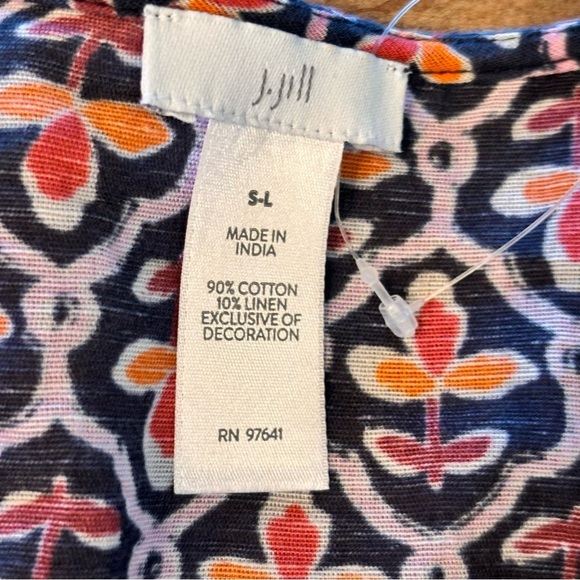 J.Jill
S-L
MADE IN
INDIA
90% COTTON
10% LINEN
EXCLUSIVE OF
DECORATION
RN 97641